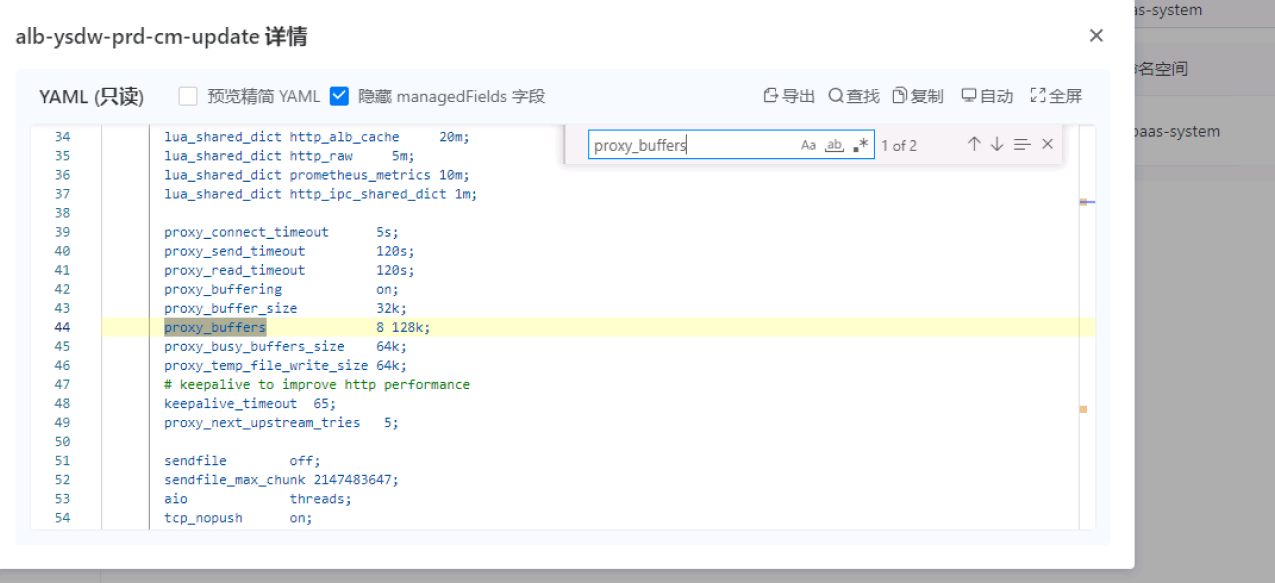 as-system
alb-ysdw-prd-cm-update 详情
命名空间
YAML (只读) 预览精简 YAML 隐藏 managedFields 字段 导出 查找 复制 自动 全屏
paas-system
proxy_buffers Aa ab .* 1 of 2
34 lua_shared_dict http_alb_cache 20m;
35 lua_shared_dict http_raw 5m;
36 lua_shared_dict prometheus_metrics 10m;
37 lua_shared_dict http_ipc_shared_dict 1m;
38
39 proxy_connect_timeout 5s;
40 proxy_send_timeout 120s;
41 proxy_read_timeout 120s;
42 proxy_buffering on;
43 proxy_buffer_size 32k;
44 proxy_buffers 8 128k;
45 proxy_busy_buffers_size 64k;
46 proxy_temp_file_write_size 64k;
47 # keepalive to improve http performance
48 keepalive_timeout 65;
49 proxy_next_upstream_tries 5;
50
51 sendfile off;
52 sendfile_max_chunk 2147483647;
53 aio threads;
54 tcp_nopush on;